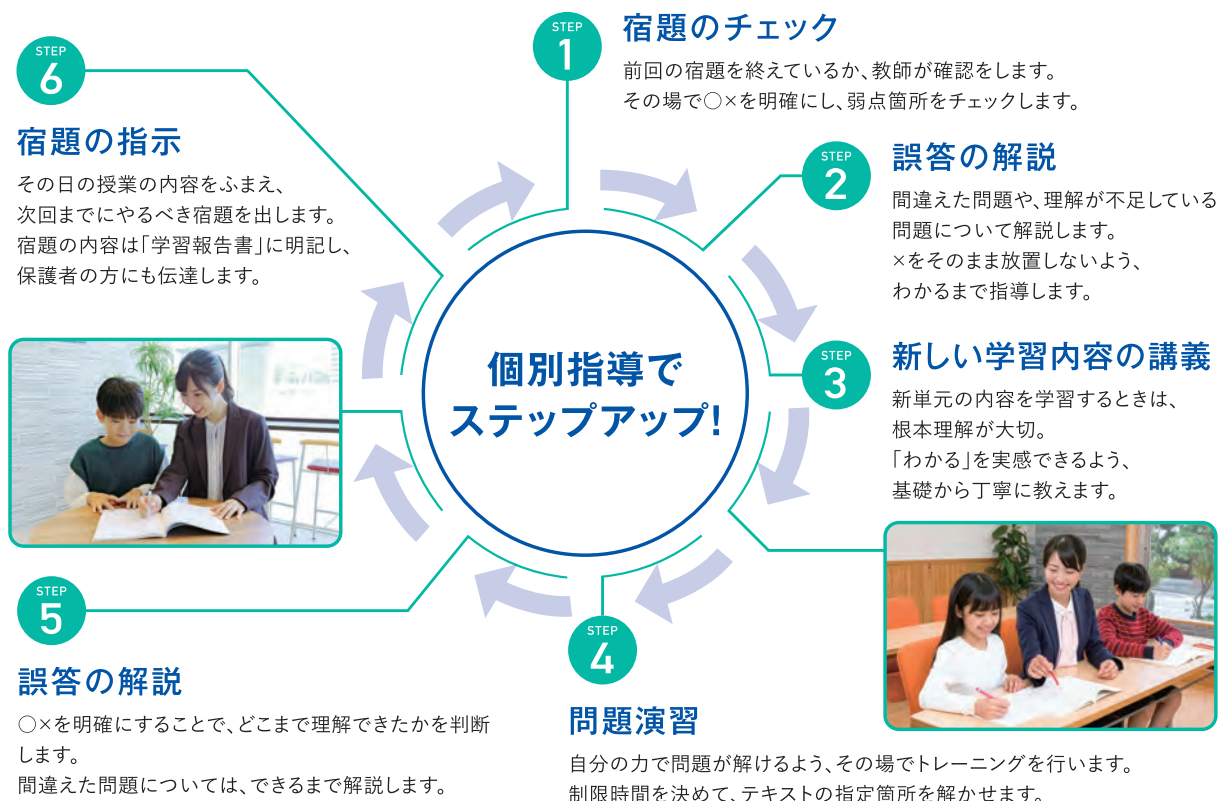 STEP
1
宿題のチェック
前回の宿題を終えているか、教師が確認をします。
その場で○×を明確にし、弱点箇所をチェックします。
STEP
2
誤答の解説
間違えた問題や、理解が不足している
問題について解説します。
×をそのまま放置しないよう、
わかるまで指導します。
STEP
3
新しい学習内容の講義
新単元の内容を学習するときは、
根本理解が大切。
「わかる」を実感できるよう、
基礎から丁寧に教えます。
STEP
4
問題演習
自分の力で問題が解けるよう、その場でトレーニングを行います。
制限時間を決めて、テキストの指定箇所を解かせます。
STEP
5
誤答の解説
○×を明確にすることで、どこまで理解できたかを判断
します。
間違えた問題については、できるまで解説します。
STEP
6
宿題の指示
その日の授業の内容をふまえ、
次回までにやるべき宿題を出します。
宿題の内容は「学習報告書」に明記し、
保護者の方にも伝達します。
個別指導で
ステップアップ!